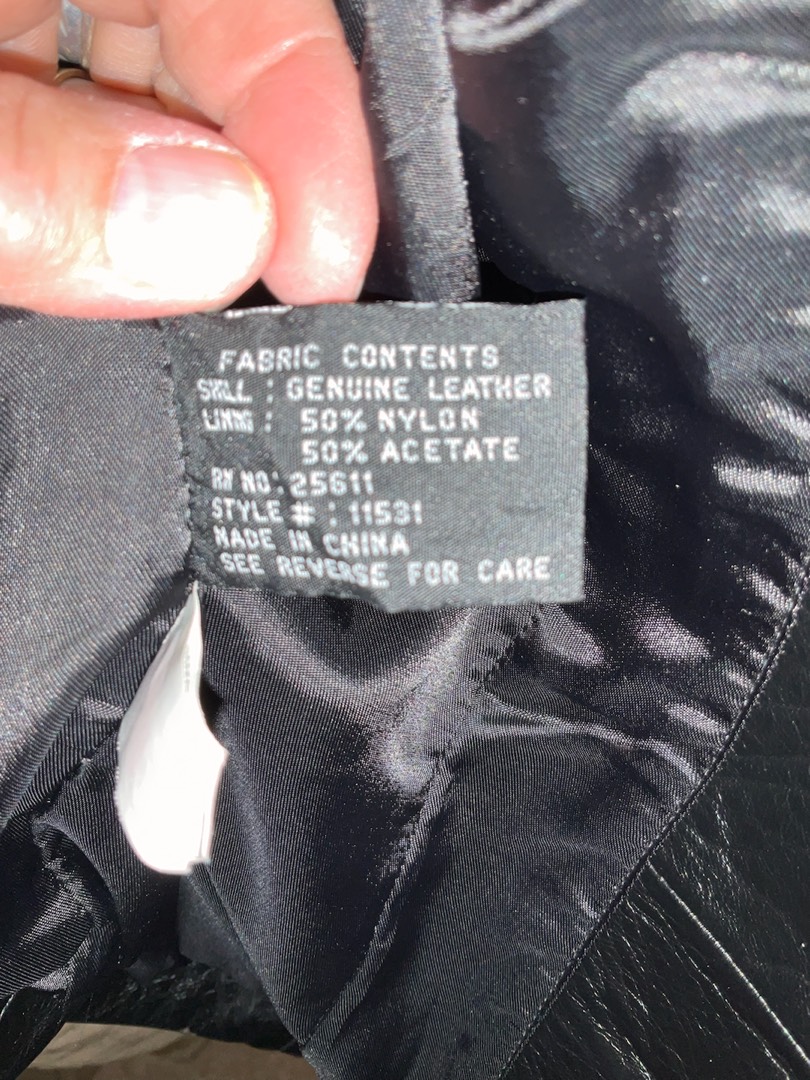 FABRIC CONTENTS
SHELL : GENUINE LEATHER
LINING : 50% NYLON
50% ACETATE
RN NO: 25611
STYLE # : 11531
MADE IN CHINA
SEE REVERSE FOR CARE